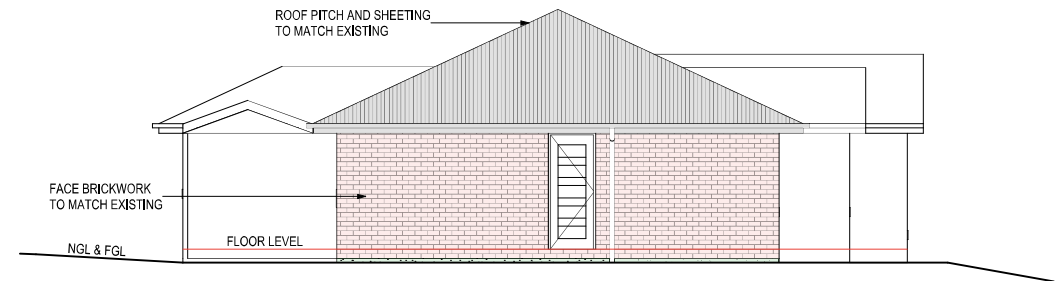 ROOF PITCH AND SHEETING
TO MATCH EXISTING
FACE BRICKWORK
TO MATCH EXISTING
FLOOR LEVEL
NGL & FGL